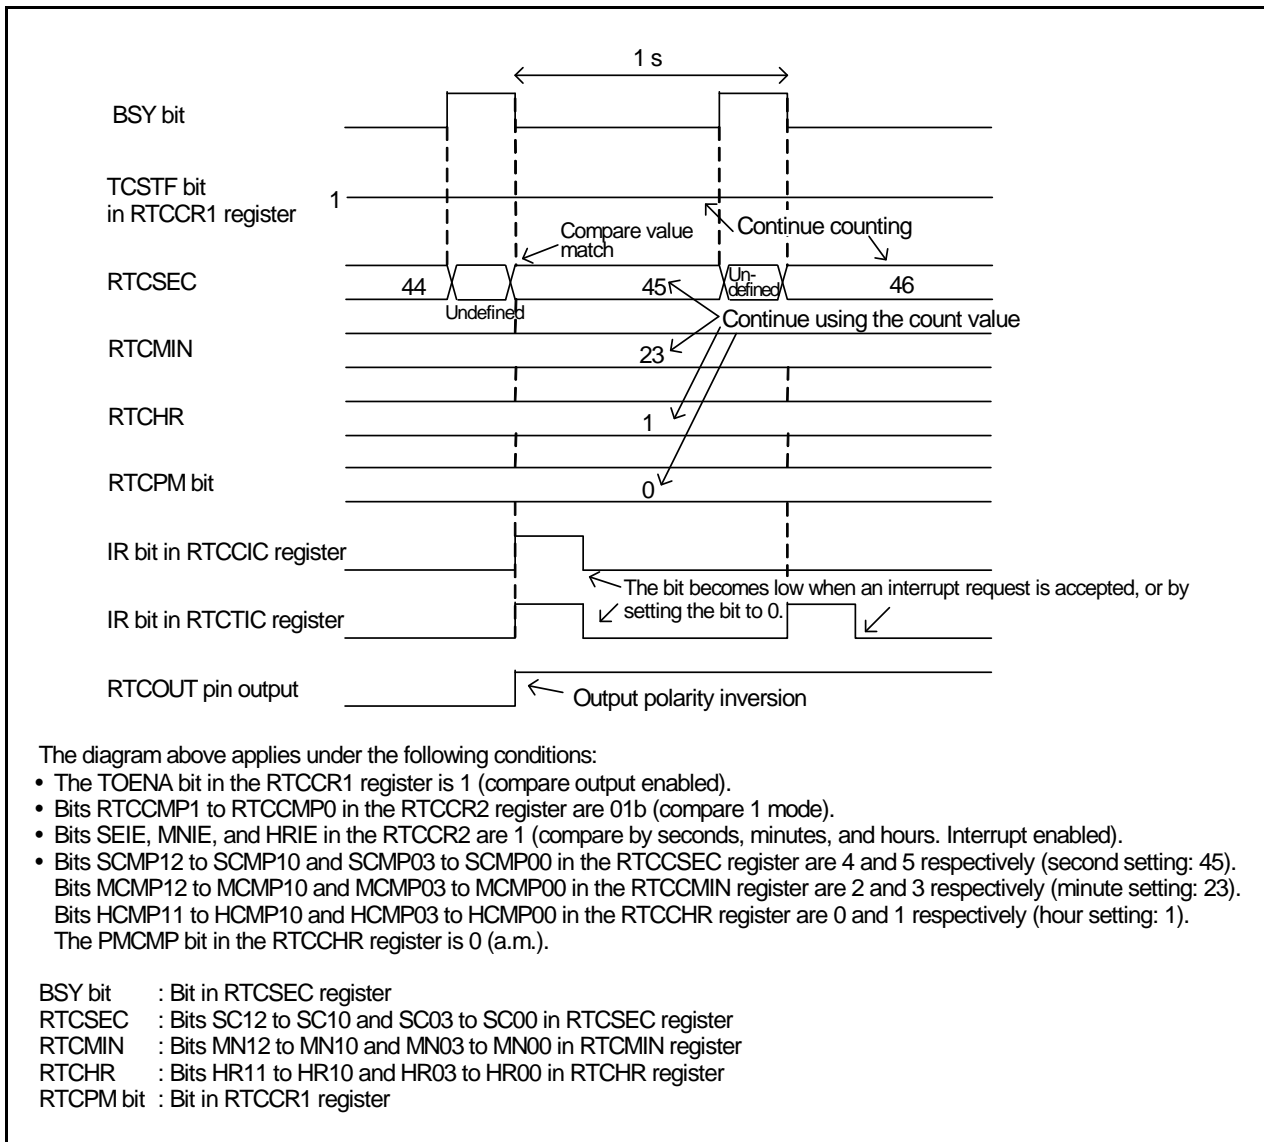 1 s
BSY bit
TCSTF bit
in RTCCR1 register
1
Continue counting
Compare value
match
RTCSEC
44
Undefined
45
Un-
defined
46
Continue using the count value
RTCMIN
23
RTCHR
1
RTCPM bit
0
IR bit in RTCCIC register
The bit becomes low when an interrupt request is accepted, or by
setting the bit to 0.
IR bit in RTCTIC register
RTCOUT pin output
Output polarity inversion
The diagram above applies under the following conditions:
• The TOENA bit in the RTCCR1 register is 1 (compare output enabled).
• Bits RTCCMP1 to RTCCMP0 in the RTCCR2 register are 01b (compare 1 mode).
• Bits SEIE, MNIE, and HRIE in the RTCCR2 are 1 (compare by seconds, minutes, and hours. Interrupt enabled).
• Bits SCMP12 to SCMP10 and SCMP03 to SCMP00 in the RTCCSEC register are 4 and 5 respectively (second setting: 45).
Bits MCMP12 to MCMP10 and MCMP03 to MCMP00 in the RTCCMIN register are 2 and 3 respectively (minute setting: 23).
Bits HCMP11 to HCMP10 and HCMP03 to HCMP00 in the RTCCHR register are 0 and 1 respectively (hour setting: 1).
The PMCMP bit in the RTCCHR register is 0 (a.m.).
BSY bit : Bit in RTCSEC register
RTCSEC : Bits SC12 to SC10 and SC03 to SC00 in RTCSEC register
RTCMIN : Bits MN12 to MN10 and MN03 to MN00 in RTCMIN register
RTCHR : Bits HR11 to HR10 and HR03 to HR00 in RTCHR register
RTCPM bit : Bit in RTCCR1 register